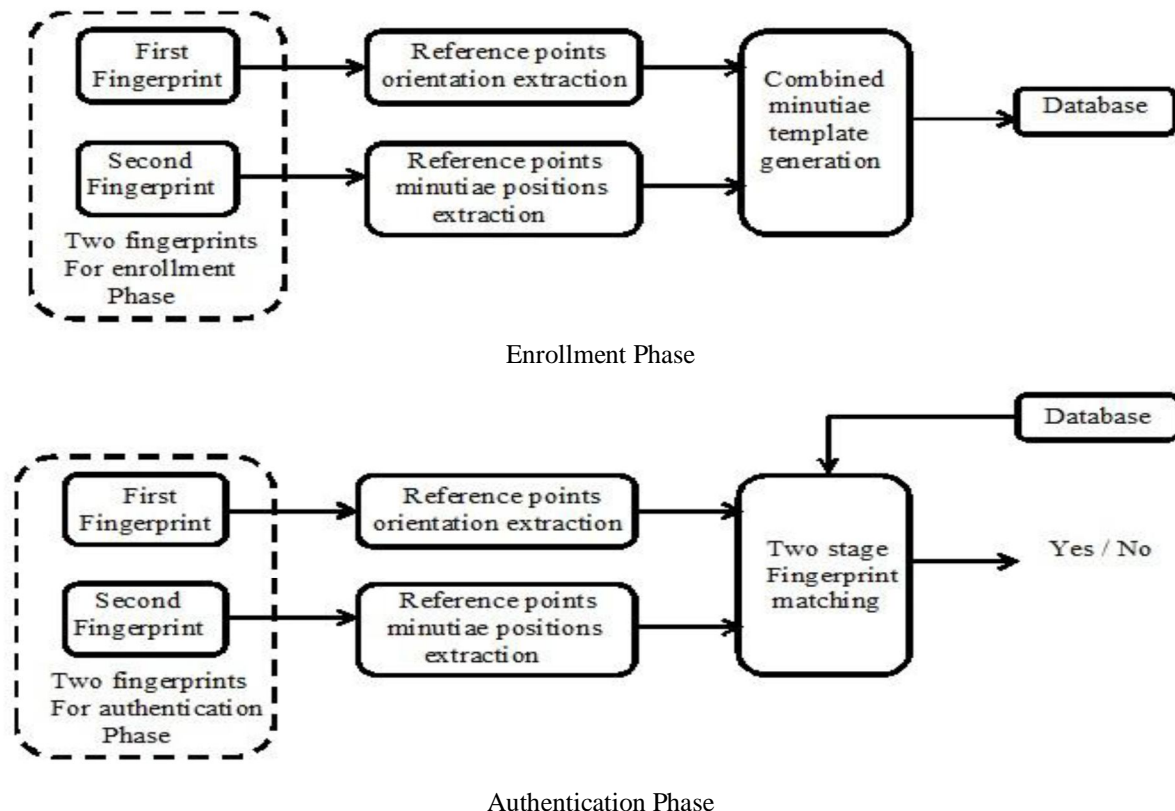 First
Fingerprint
Reference points
orientation extraction
Combined
minutiae
template
generation
Database
Second
Fingerprint
Reference points
minutiae positions
extraction
Two fingerprints
For enrollment
Phase
Enrollment Phase
Database
First
Fingerprint
Reference points
orientation extraction
Two stage
Fingerprint
matching
Yes / No
Second
Fingerprint
Reference points
minutiae positions
extraction
Two fingerprints
For authentication
Phase
Authentication Phase